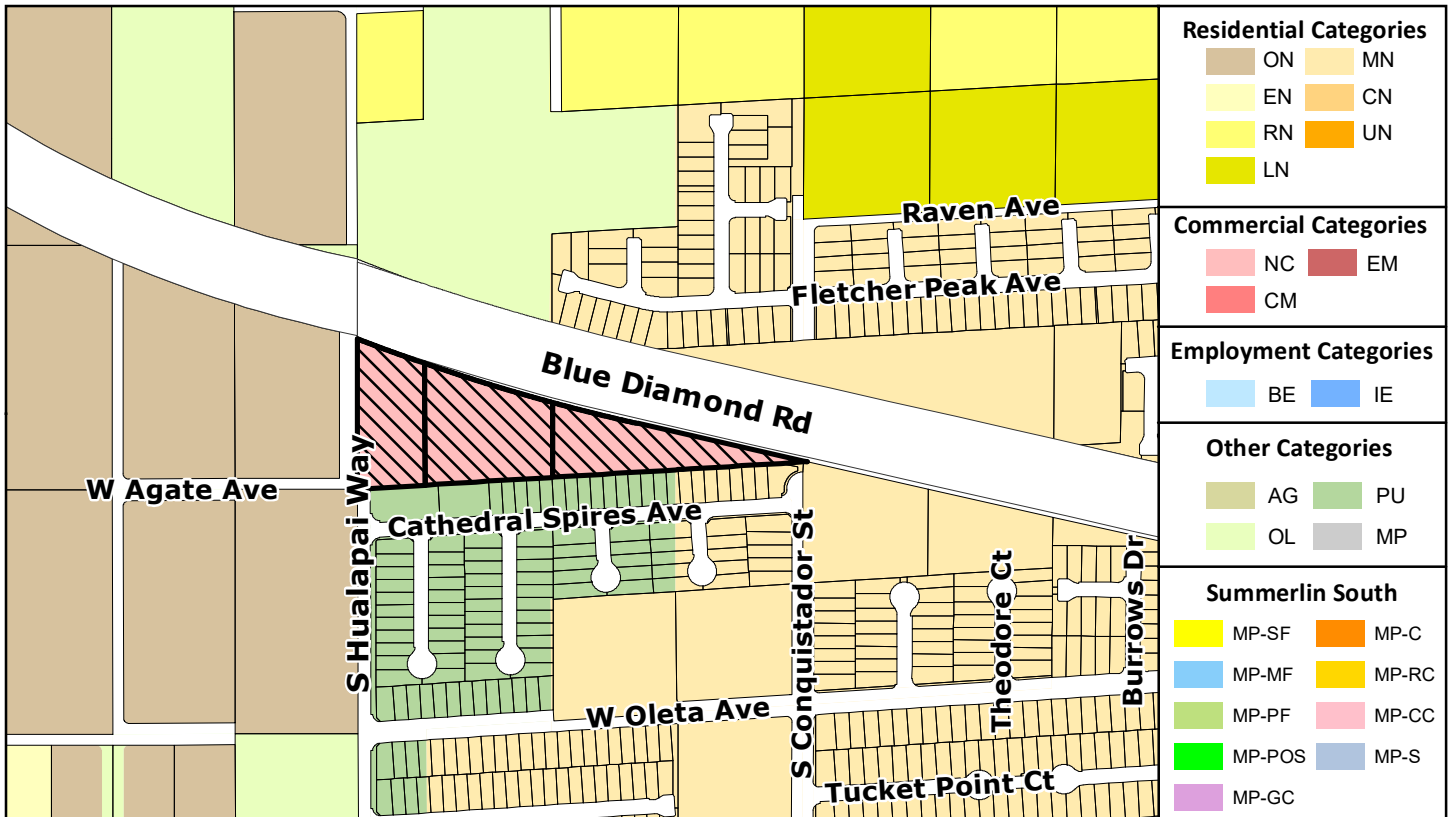 Raven Ave
Fletcher Peak Ave
Blue Diamond Rd
W Agate Ave
S Hualapai Way
Cathedral Spires Ave
S Conquistador St
Theodore Ct
Burrows Dr
W Oleta Ave
Tucket Point Ct
Residential Categories
ON MN
EN CN
RN UN
LN
Commercial Categories
NC EM
CM
Employment Categories
BE IE
Other Categories
AG PU
OL MP
Summerlin South
MP-SF MP-C
MP-MF MP-RC
MP-PF MP-CC
MP-POS MP-S
MP-GC